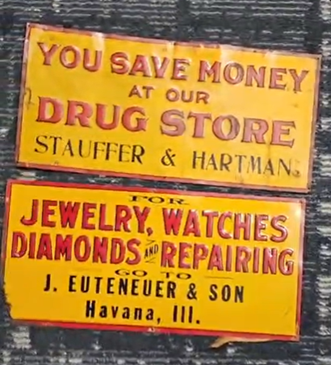 YOU SAVE MONEY
AT OUR
DRUG STORE
STAUFFER & HARTMAN.
FOR
JEWELRY, WATCHES
DIAMONDS AND REPAIRING
GO TO
J. EUTENEUER & SON
Havana, Ill.